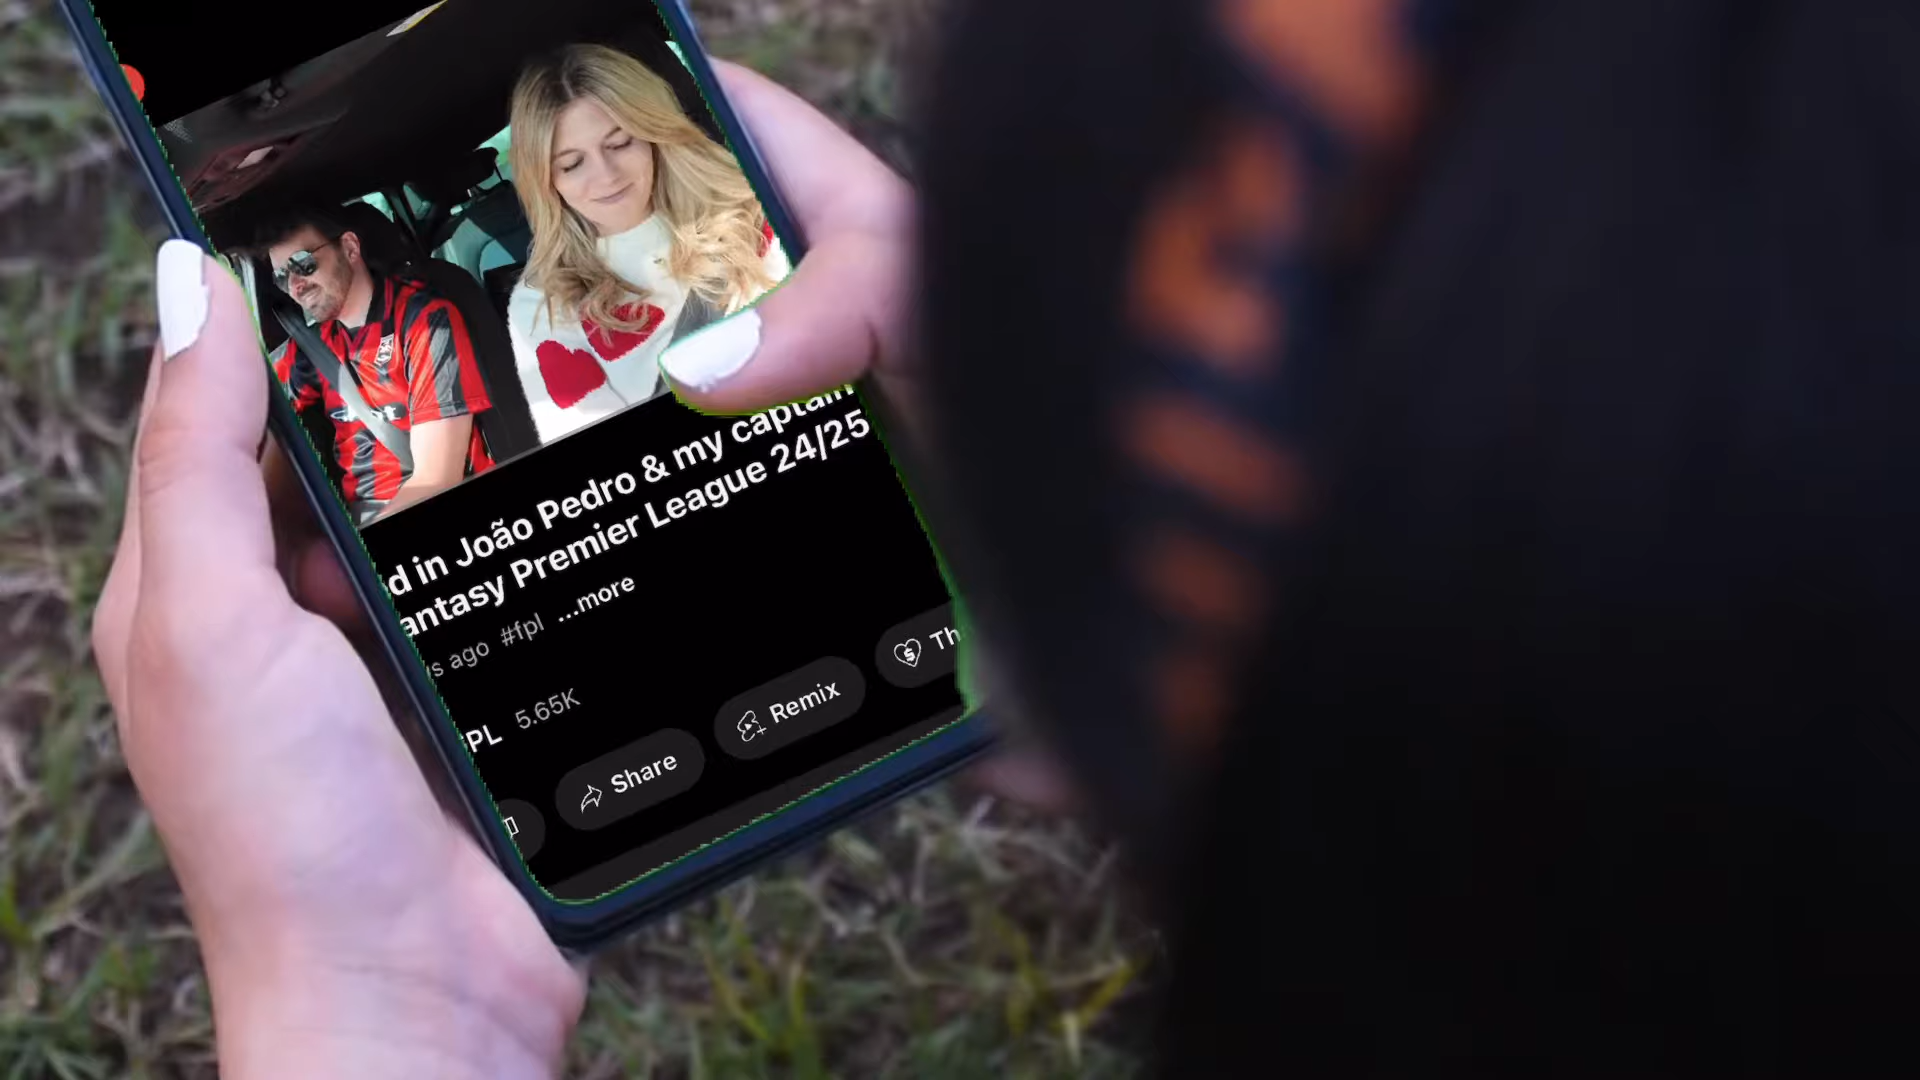 d in João Pedro & my captain
antasy Premier League 24/25
s ago #fpl ...more
PL 5.65K
Share
Remix
Th